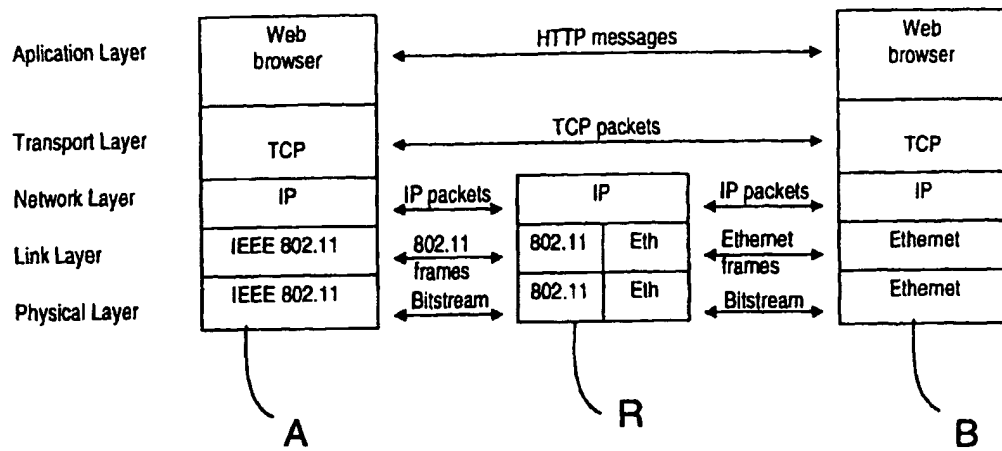 Aplication Layer
Web
browser
HTTP messages
Web
browser
Transport Layer
TCP
TCP packets
TCP
Network Layer
IP
IP packets
IP
IP packets
IP
Link Layer
IEEE 802.11
802.11
frames
802.11
Eth
Ethernet
frames
Ethernet
Physical Layer
IEEE 802.11
Bitstream
802.11
Eth
Bitstream
Ethernet
A
R
B